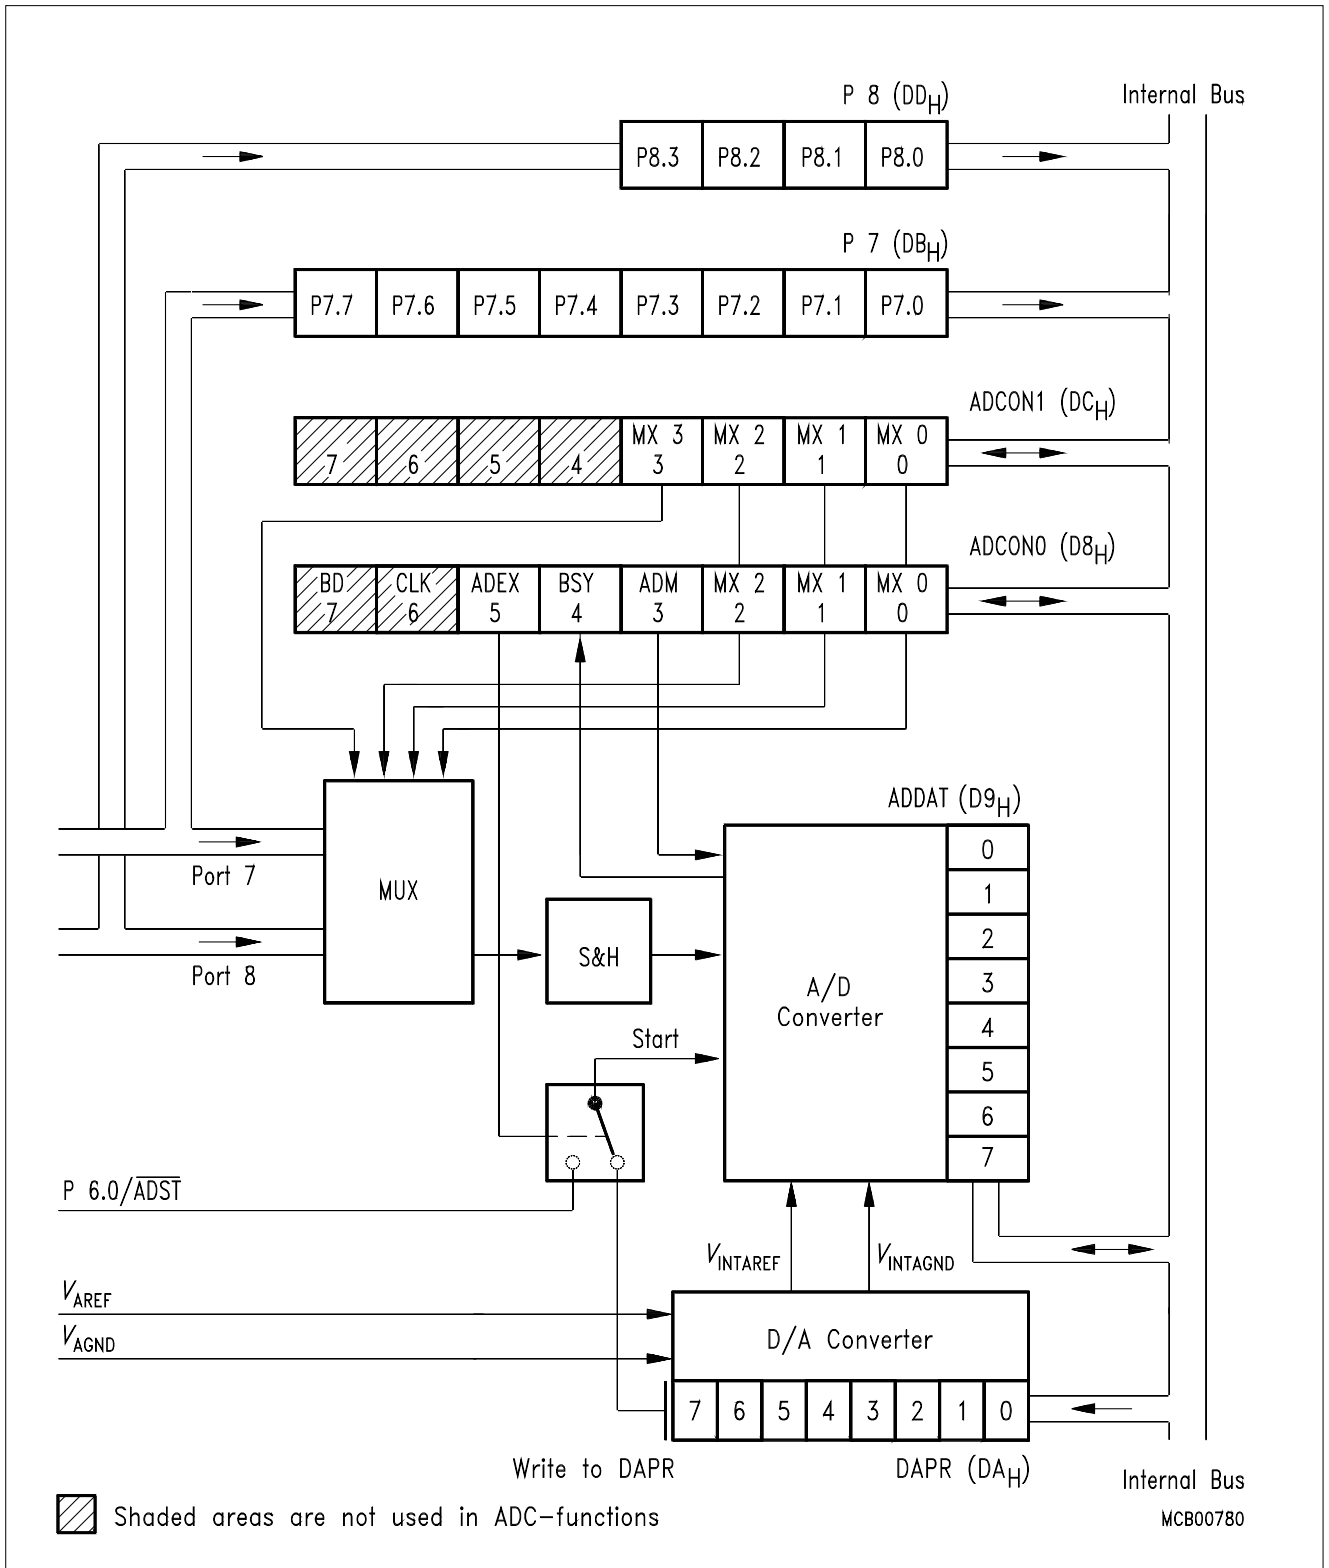 P 8 (DDH)
Internal Bus
P8.3 P8.2 P8.1 P8.0
P 7 (DBH)
P7.7 P7.6 P7.5 P7.4 P7.3 P7.2 P7.1 P7.0
ADCON1 (DCH)
MX 3 MX 2 MX 1 MX 0
7 6 5 4 3 2 1 0
ADCON0 (D8H)
BD CLK ADEX BSY ADM MX 2 MX 1 MX 0
7 6 5 4 3 2 1 0
ADDAT (D9H)
0
1
2
3
4
5
6
7
Port 7
MUX
Port 8
S&H
A/D
Converter
Start
P 6.0/ADST
VINTAREF
VINTAGND
VAREF
VAGND
D/A Converter
7 6 5 4 3 2 1 0
Write to DAPR
DAPR (DAH)
Internal Bus
Shaded areas are not used in ADC-functions
MCB00780